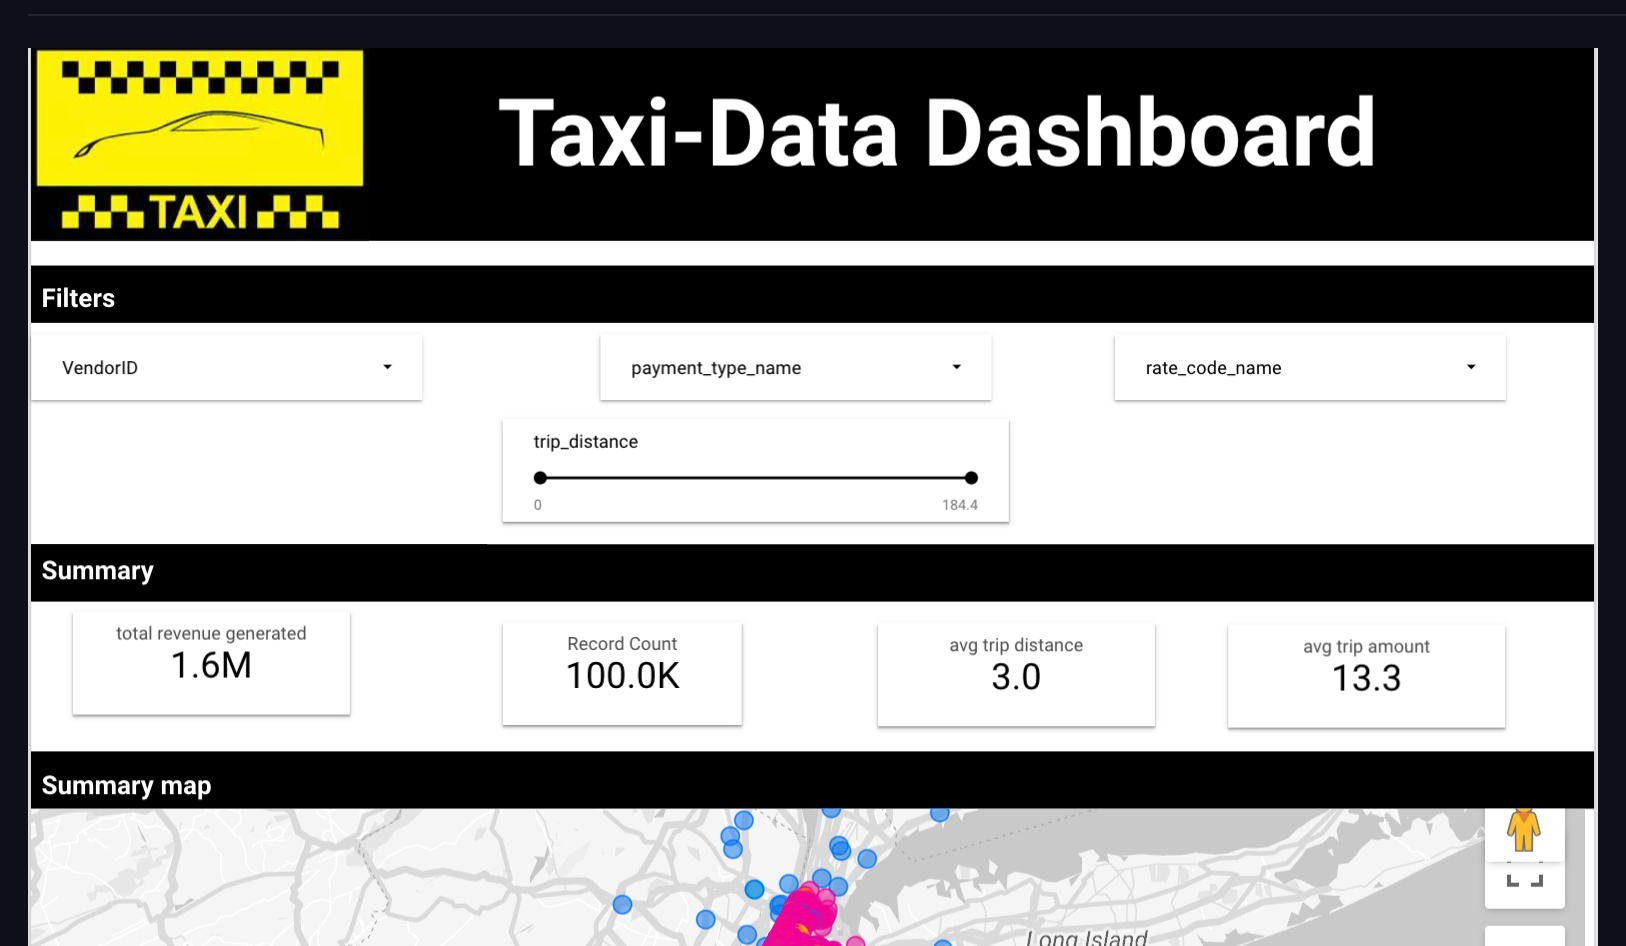 TAXI
Taxi-Data Dashboard
Filters
VendorID
payment_type_name
rate_code_name
trip_distance
0
184.4
Summary
total revenue generated
1.6M
Record Count
100.0K
avg trip distance
3.0
avg trip amount
13.3
Summary map
Long Island